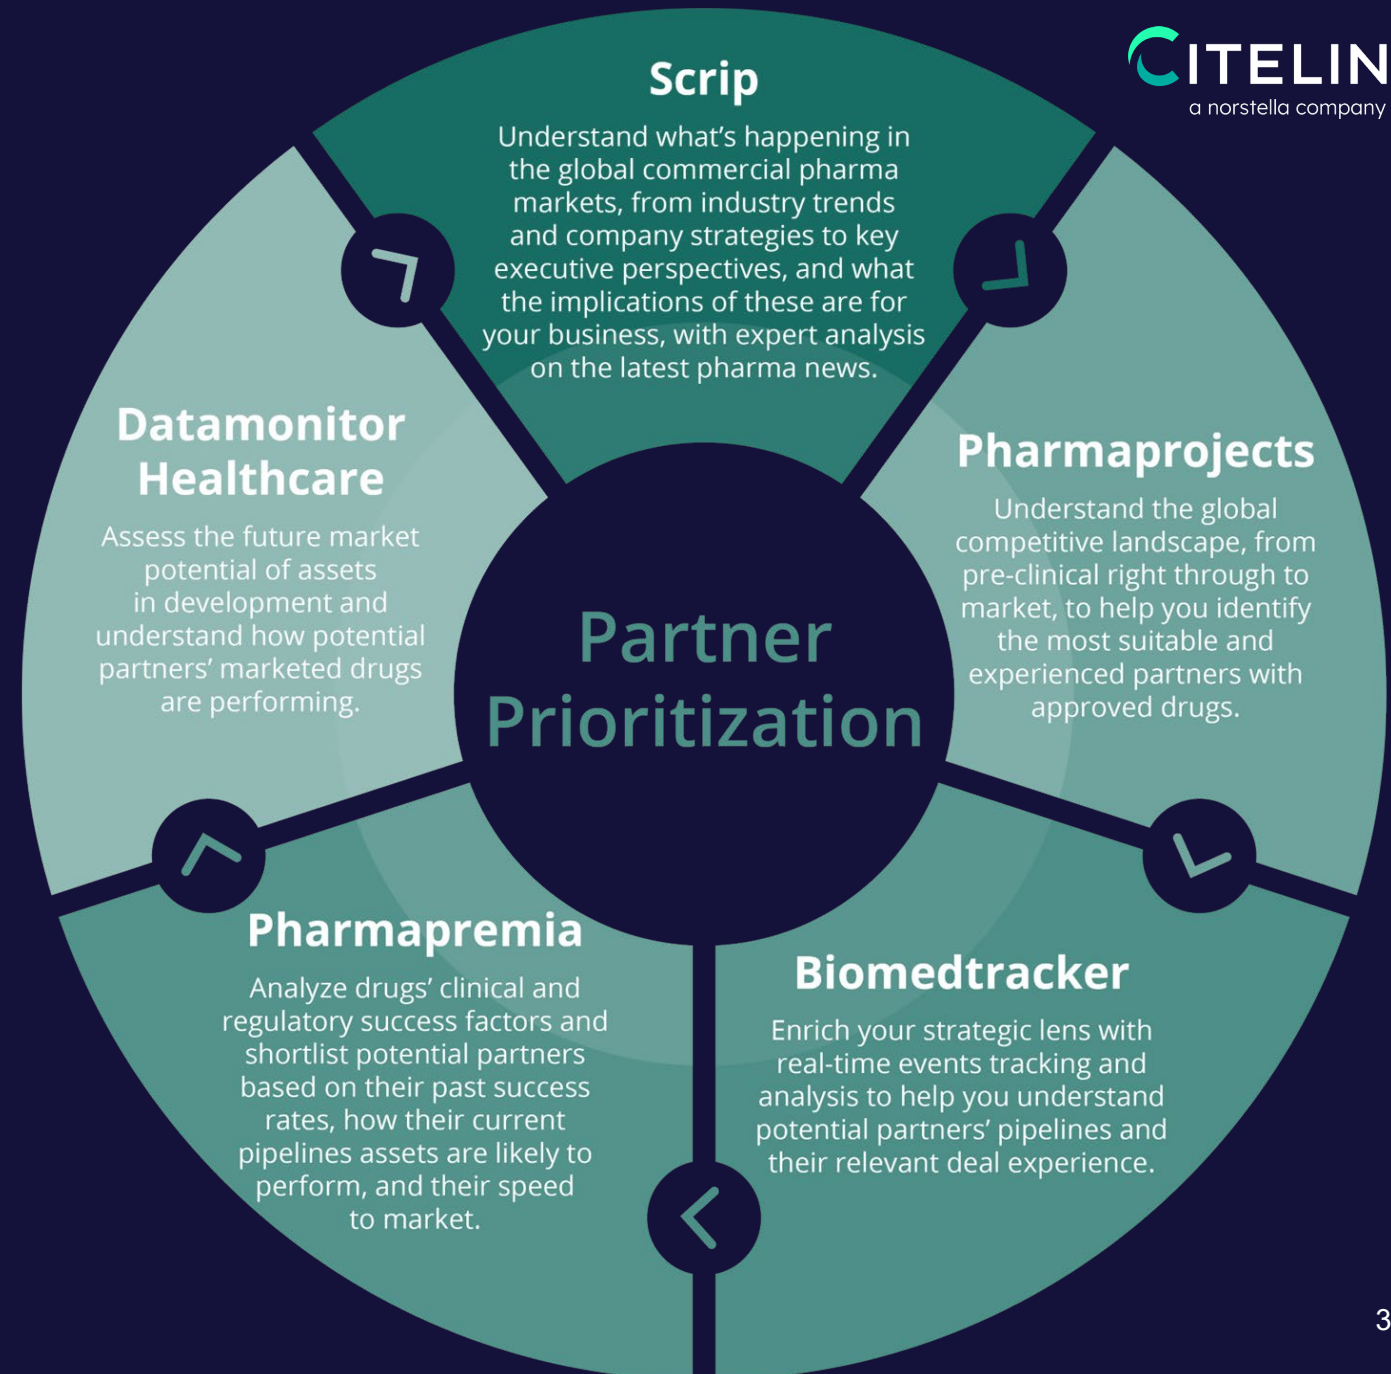 CITELIN
a norstella company
Scrip
Understand what's happening in
the global commercial pharma
markets, from industry trends
and company strategies to key
executive perspectives, and what
the implications of these are for
your business, with expert analysis
on the latest pharma news.
Pharmaprojects
Understand the global
competitive landscape, from
pre-clinical right through to
market, to help you identify
the most suitable and
experienced partners with
approved drugs.
Biomedtracker
Enrich your strategic lens with
real-time events tracking and
analysis to help you understand
potential partners' pipelines and
their relevant deal experience.
Pharmapremia
Analyze drugs' clinical and
regulatory success factors and
shortlist potential partners
based on their past success
rates, how their current
pipelines assets are likely to
perform, and their speed
to market.
Datamonitor
Healthcare
Assess the future market
potential of assets
in development and
understand how potential
partners' marketed drugs
are performing.
Partner
Prioritization
3